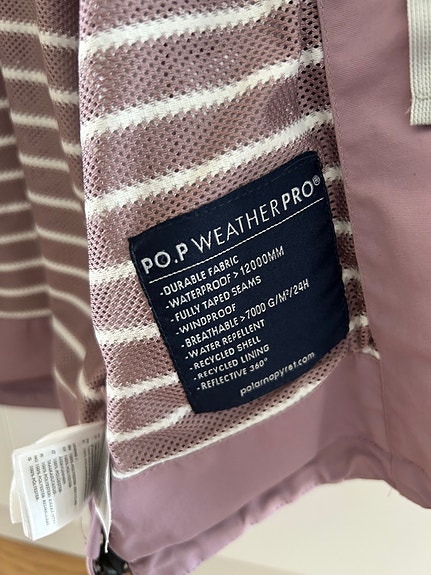 PO.P WEATHERPRO®
-DURABLE FABRIC
-WATERPROOF > 12000MM
-FULLY TAPED SEAMS
-WINDPROOF
-BREATHABLE >7000 G/M²/24H
-WATER REPELLENT
-RECYCLED SHELL
-RECYCLED LINING
-REFLECTIVE 360°
polarnopyret.com